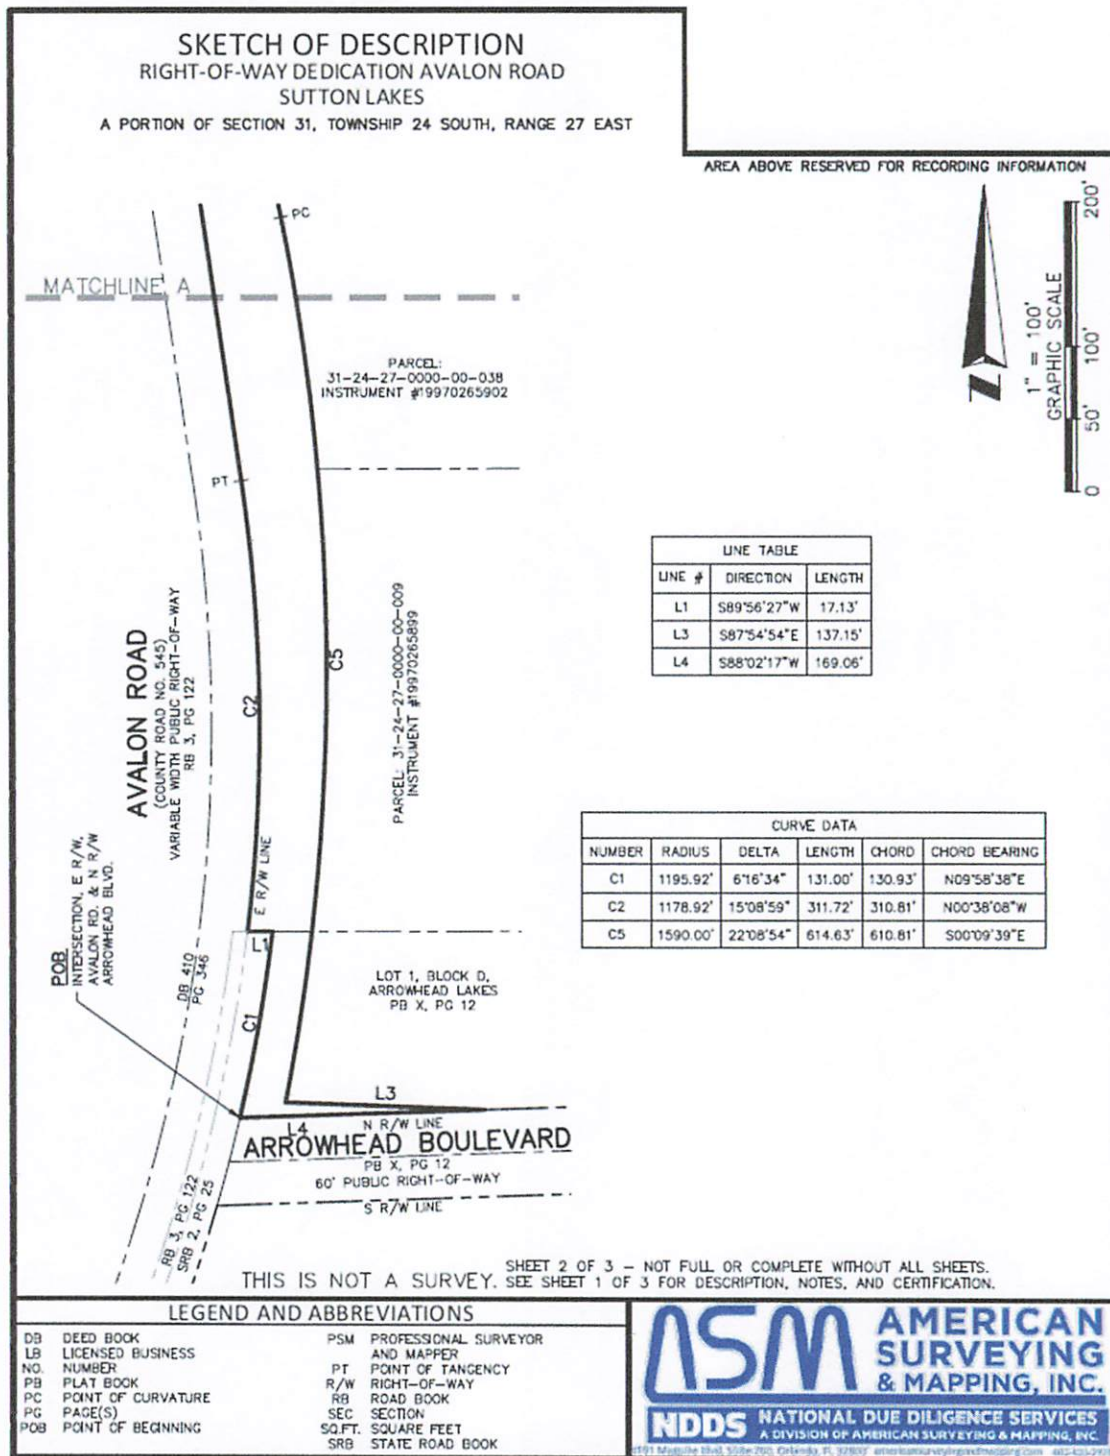 SKETCH OF DESCRIPTION
RIGHT-OF-WAY DEDICATION AVALON ROAD
SUTTON LAKES
A PORTION OF SECTION 31, TOWNSHIP 24 SOUTH, RANGE 27 EAST
AREA ABOVE RESERVED FOR RECORDING INFORMATION
PC
MATCHLINE A
PARCEL:
31-24-27-0000-00-038
INSTRUMENT #19970265902
PT
N
1" = 100'
GRAPHIC SCALE
0 50' 100' 200'
LINE TABLE
LINE # DIRECTION LENGTH
L1 S89°56'27"W 17.13'
L3 S87°54'54"E 137.15'
L4 S88°02'17"W 169.06'
AVALON ROAD
(COUNTY ROAD NO. 545)
VARIABLE WIDTH PUBLIC RIGHT-OF-WAY
RB 3, PG 122
C2
C5
PARCEL: 31-24-27-0000-00-009
INSTRUMENT #19970265899
CURVE DATA
NUMBER RADIUS DELTA LENGTH CHORD CHORD BEARING
C1 1195.92' 6°16'34" 131.00' 130.93' N09°58'38"E
C2 1178.92' 15°08'59" 311.72' 310.81' N00°38'08"W
C5 1590.00' 22°08'54" 614.63' 610.81' S00°09'39"E
E R/W LINE
L1
POB
INTERSECTION, E R/W,
AVALON RD. & N R/W
ARROWHEAD BLVD.
DB 410
PG 346
C1
LOT 1, BLOCK D,
ARROWHEAD LAKES
PB X, PG 12
L3
L4
N R/W LINE
ARROWHEAD BOULEVARD
PB X, PG 12
60' PUBLIC RIGHT-OF-WAY
S R/W LINE
RB 3, PG 122
SRB 2, PG 25
THIS IS NOT A SURVEY.
SHEET 2 OF 3 – NOT FULL OR COMPLETE WITHOUT ALL SHEETS.
SEE SHEET 1 OF 3 FOR DESCRIPTION, NOTES, AND CERTIFICATION.
LEGEND AND ABBREVIATIONS
DB DEED BOOK
LB LICENSED BUSINESS
NO. NUMBER
PB PLAT BOOK
PC POINT OF CURVATURE
PG PAGE(S)
POB POINT OF BEGINNING
PSM PROFESSIONAL SURVEYOR
AND MAPPER
PT POINT OF TANGENCY
R/W RIGHT-OF-WAY
RB ROAD BOOK
SEC SECTION
SQ.FT. SQUARE FEET
SRB STATE ROAD BOOK
ASM AMERICAN
SURVEYING
& MAPPING, INC.
NDDS NATIONAL DUE DILIGENCE SERVICES
A DIVISION OF AMERICAN SURVEYING & MAPPING, INC.